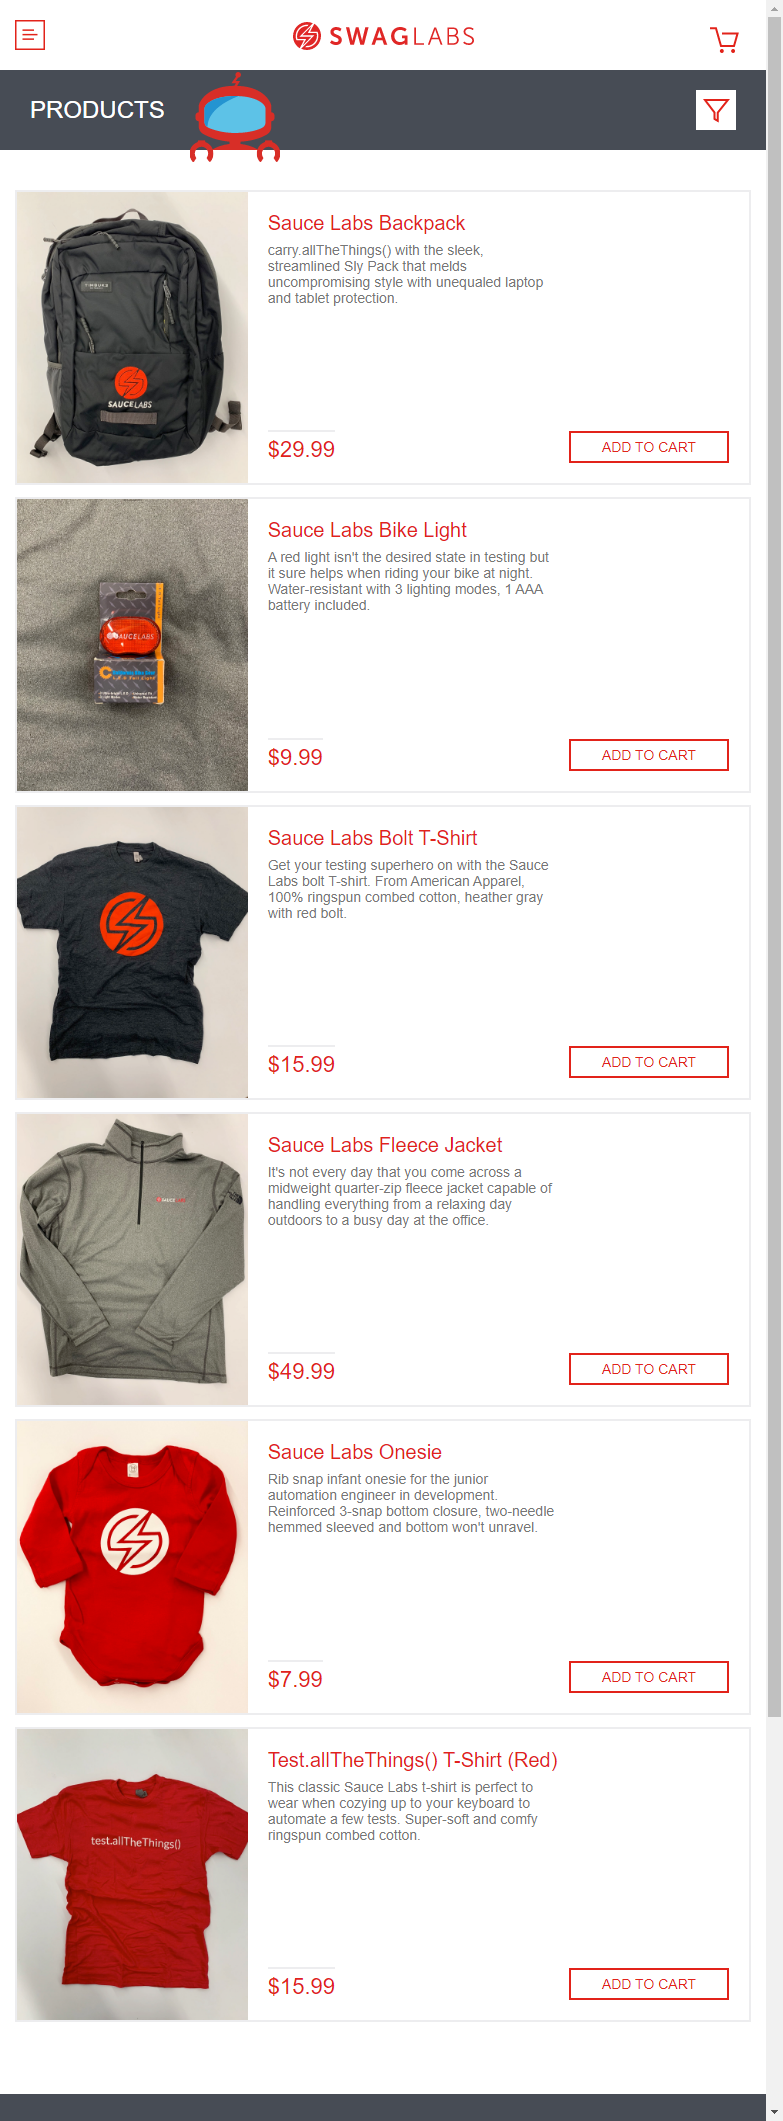 SWAGLABS
PRODUCTS
Sauce Labs Backpack
carry.allTheThings() with the sleek,
streamlined Sly Pack that melds
uncompromising style with unequaled laptop
and tablet protection.
SAUCELABS
$29.99
ADD TO CART
Sauce Labs Bike Light
A red light isn't the desired state in testing but
it sure helps when riding your bike at night.
Water-resistant with 3 lighting modes, 1 AAA
battery included.
SAUCELABS
$9.99
ADD TO CART
Sauce Labs Bolt T-Shirt
Get your testing superhero on with the Sauce
Labs bolt T-shirt. From American Apparel,
100% ringspun combed cotton, heather gray
with red bolt.
$15.99
ADD TO CART
Sauce Labs Fleece Jacket
It's not every day that you come across a
midweight quarter-zip fleece jacket capable of
handling everything from a relaxing day
outdoors to a busy day at the office.
$49.99
ADD TO CART
Sauce Labs Onesie
Rib snap infant onesie for the junior
automation engineer in development.
Reinforced 3-snap bottom closure, two-needle
hemmed sleeved and bottom won't unravel.
$7.99
ADD TO CART
Test.allTheThings() T-Shirt (Red)
This classic Sauce Labs t-shirt is perfect to
wear when cozying up to your keyboard to
automate a few tests. Super-soft and comfy
ringspun combed cotton.
test.allTheThings()
$15.99
ADD TO CART